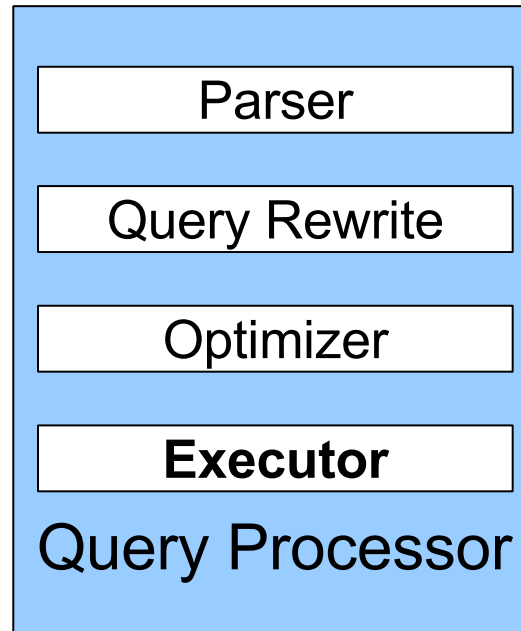 Parser
Query Rewrite
Optimizer
Executor
Query Processor